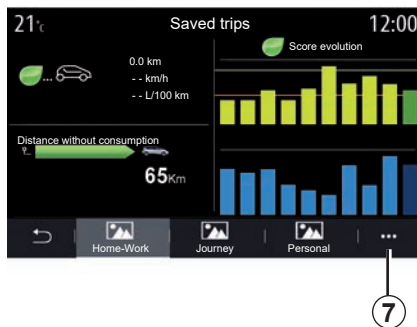 21°c
Saved trips
12:00
Score evolution
0.0 km
- - km/h
- - L/100 km
Distance without consumption
65Km
Home-Work
Journey
Personal
7